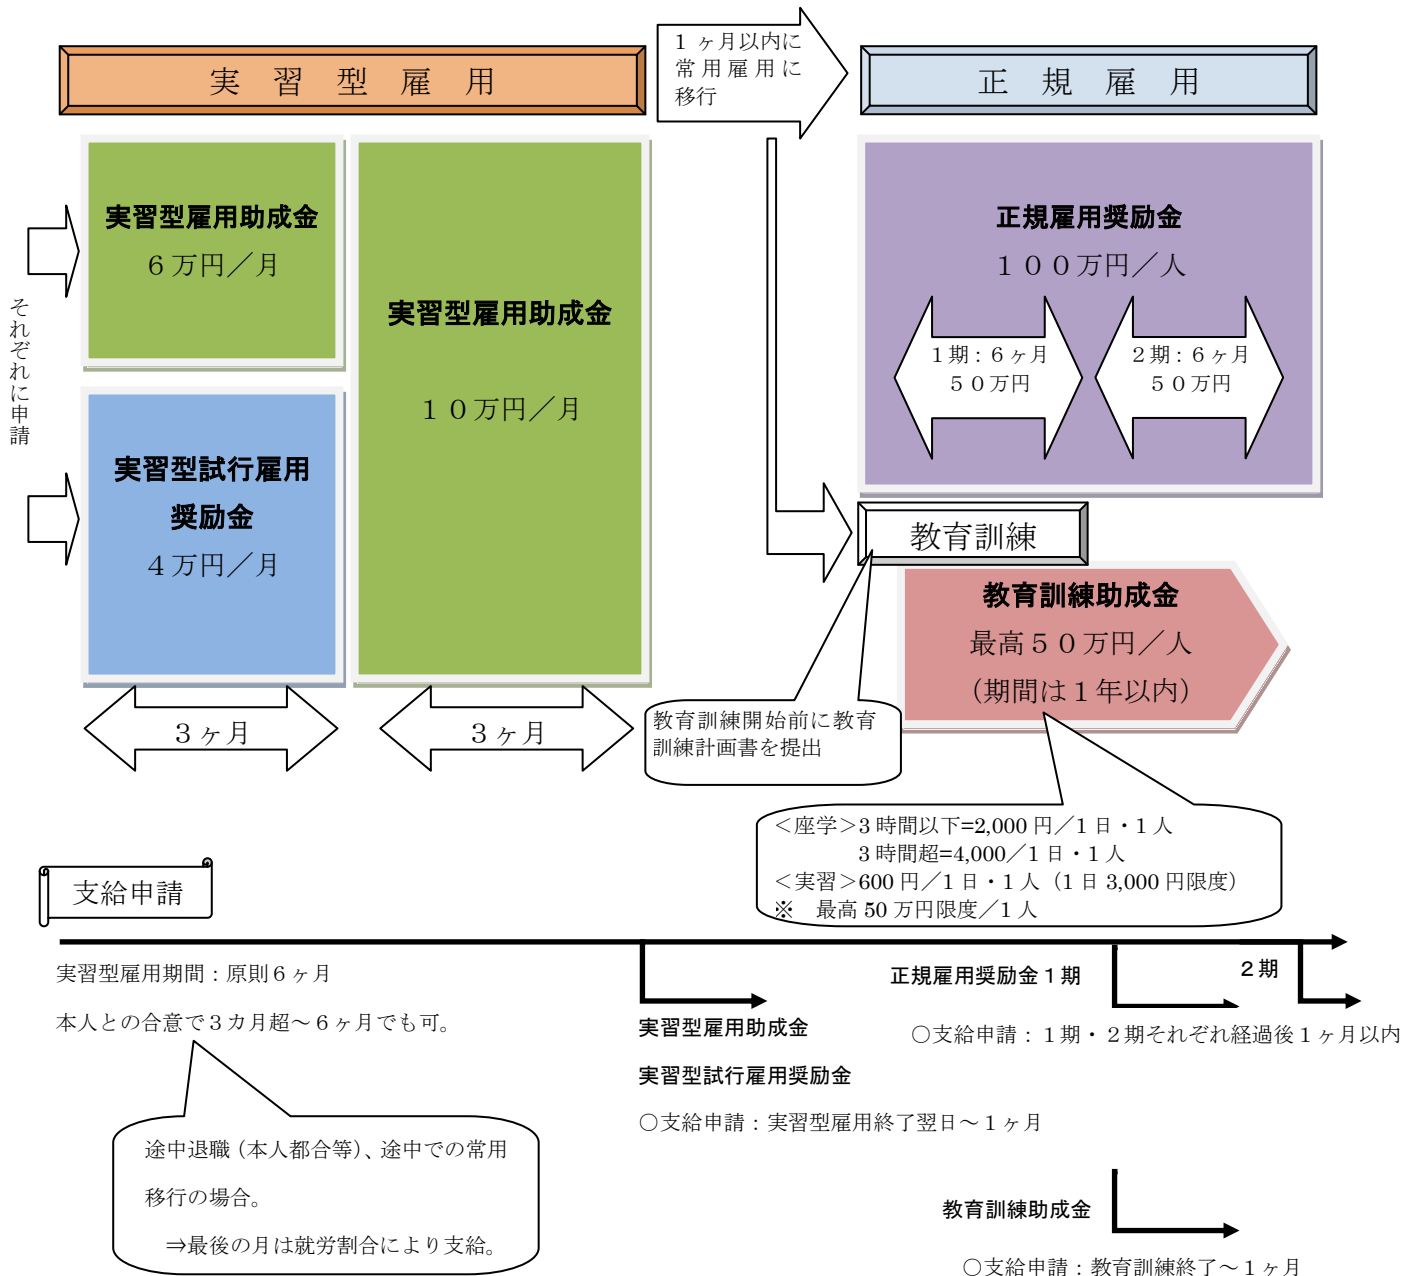 実習型雇用
１ヶ月以内に
常用雇用に
移行
正規雇用
それぞれに申請
実習型雇用助成金
６万円／月
実習型試行雇用
奨励金
４万円／月
実習型雇用助成金
１０万円／月
３ヶ月
３ヶ月
正規雇用奨励金
１００万円／人
１期：６ヶ月
５０万円
２期：６ヶ月
５０万円
教育訓練
教育訓練助成金
最高５０万円／人
（期間は１年以内）
教育訓練開始前に教育
訓練計画書を提出
＜座学＞3 時間以下=2,000 円／1 日・1 人
3 時間超=4,000／1 日・1 人
＜実習＞600 円／1 日・1 人（1 日 3,000 円限度）
※　最高 50 万円限度／1 人
支給申請
実習型雇用期間：原則６ヶ月
本人との合意で３カ月超～６ヶ月でも可。
途中退職（本人都合等）、途中での常用
移行の場合。
⇒最後の月は就労割合により支給。
実習型雇用助成金
実習型試行雇用奨励金
○支給申請：実習型雇用終了翌日～１ヶ月
正規雇用奨励金１期
２期
○支給申請：１期・２期それぞれ経過後１ヶ月以内
教育訓練助成金
○支給申請：教育訓練終了～１ヶ月